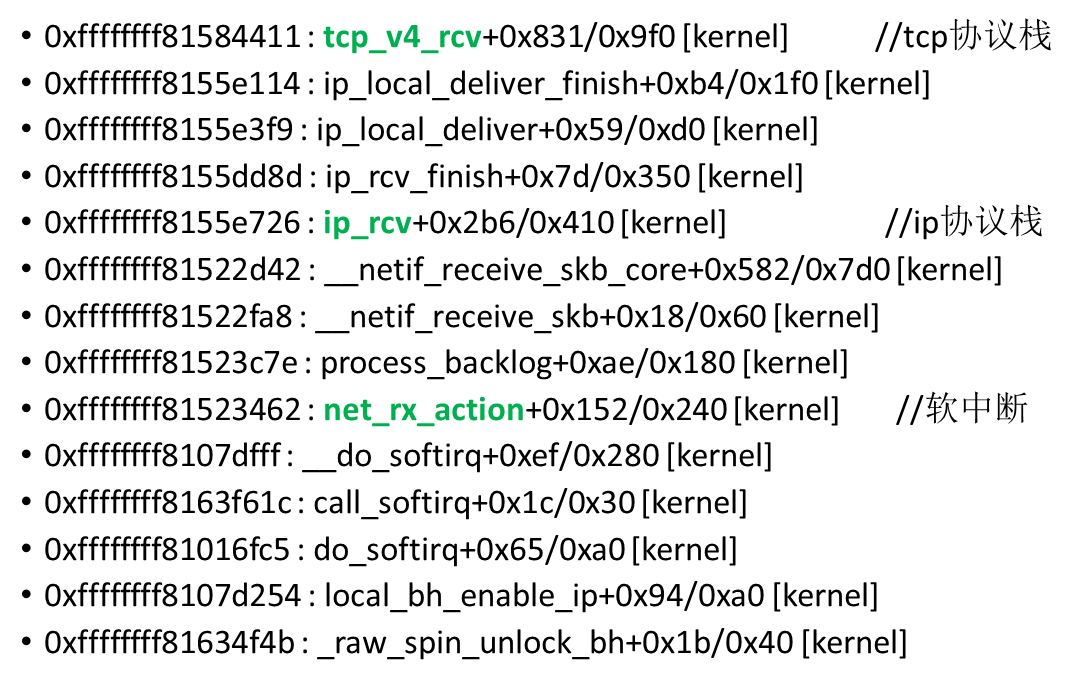 • 0xffffffff81584411 : tcp_v4_rcv+0x831/0x9f0 [kernel] //tcp协议栈
• 0xffffffff8155e114 : ip_local_deliver_finish+0xb4/0x1f0 [kernel]
• 0xffffffff8155e3f9 : ip_local_deliver+0x59/0xd0 [kernel]
• 0xffffffff8155dd8d : ip_rcv_finish+0x7d/0x350 [kernel]
• 0xffffffff8155e726 : ip_rcv+0x2b6/0x410 [kernel] //ip协议栈
• 0xffffffff81522d42 : __netif_receive_skb_core+0x582/0x7d0 [kernel]
• 0xffffffff81522fa8 : __netif_receive_skb+0x18/0x60 [kernel]
• 0xffffffff81523c7e : process_backlog+0xae/0x180 [kernel]
• 0xffffffff81523462 : net_rx_action+0x152/0x240 [kernel] //软中断
• 0xffffffff8107dfff : __do_softirq+0xef/0x280 [kernel]
• 0xffffffff8163f61c : call_softirq+0x1c/0x30 [kernel]
• 0xffffffff81016fc5 : do_softirq+0x65/0xa0 [kernel]
• 0xffffffff8107d254 : local_bh_enable_ip+0x94/0xa0 [kernel]
• 0xffffffff81634f4b : _raw_spin_unlock_bh+0x1b/0x40 [kernel]